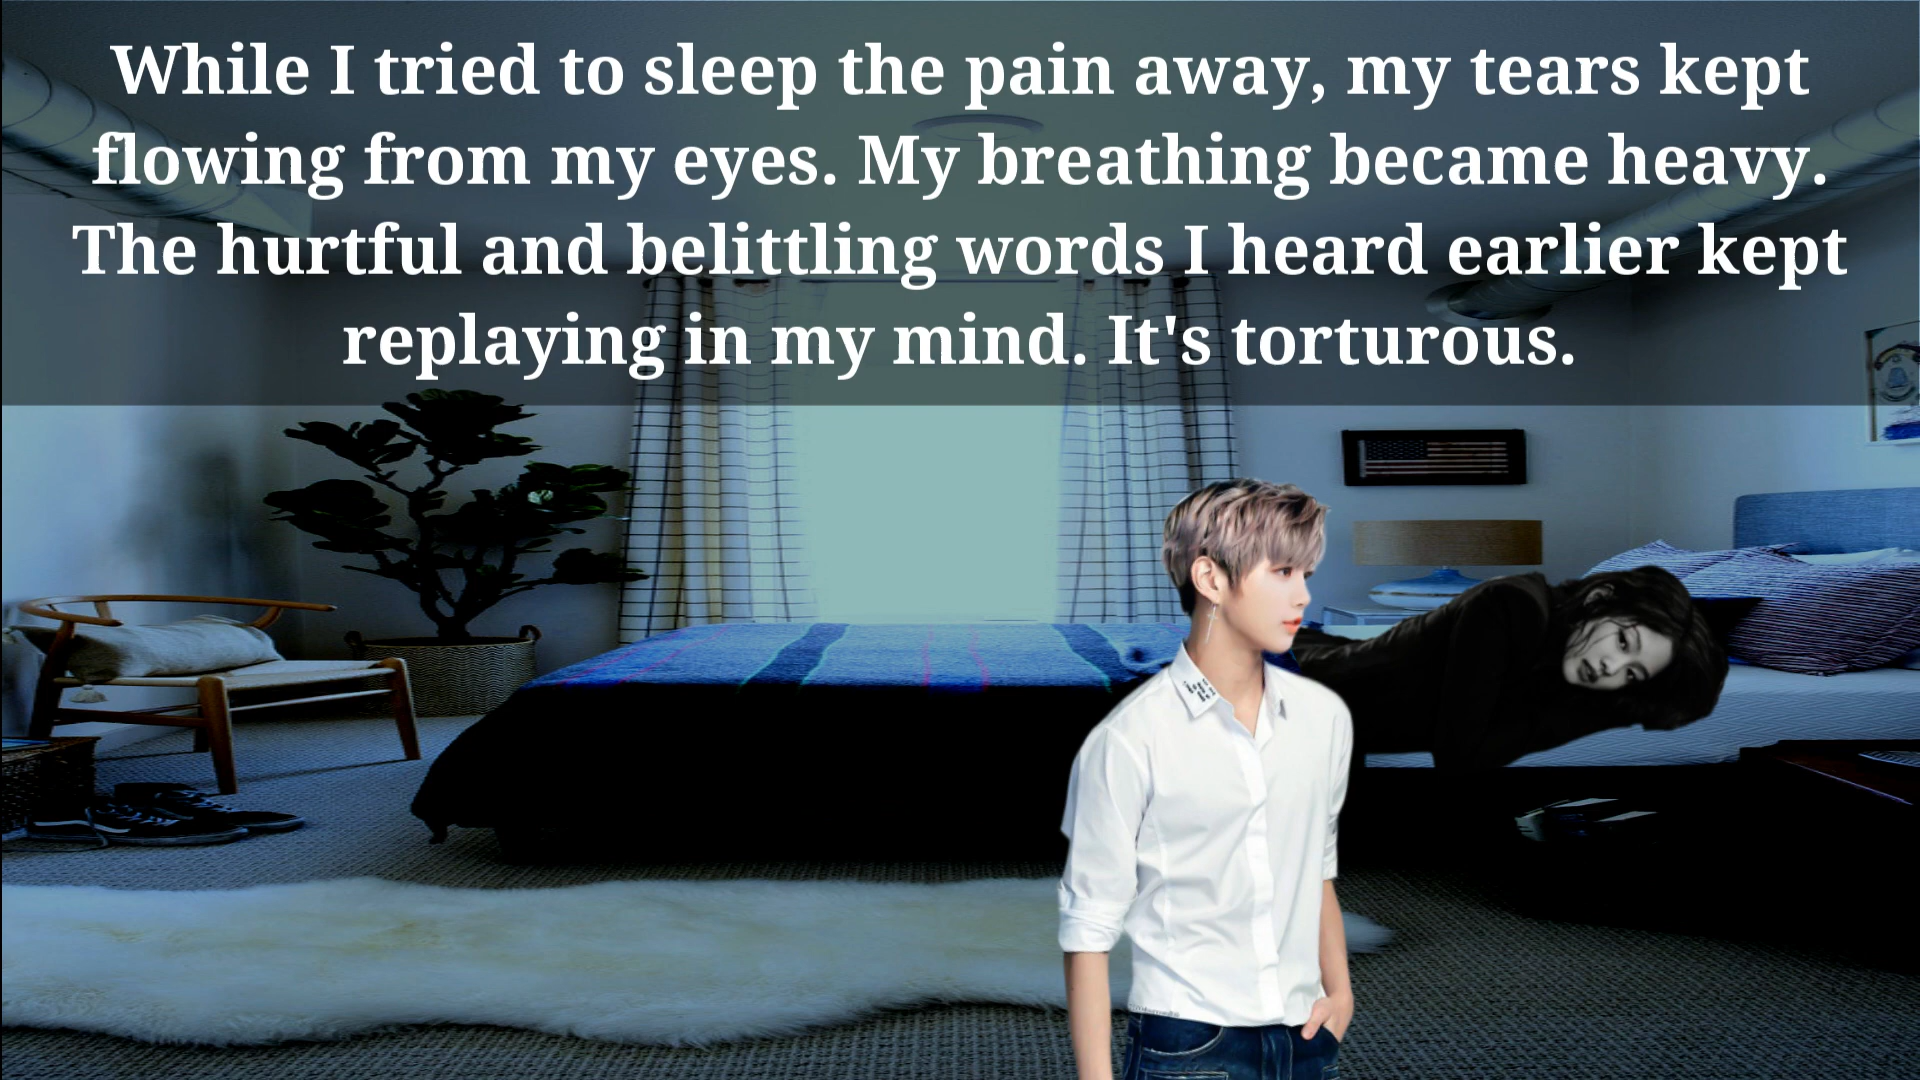 While I tried to sleep the pain away, my tears kept
flowing from my eyes. My breathing became heavy.
The hurtful and belittling words I heard earlier kept
replaying in my mind. It's torturous.